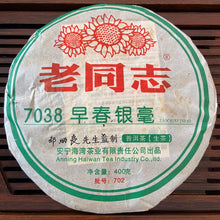 老同志
7038 早春银毫
邹炳良先生监制 普洱茶(生茶)
安宁海湾茶业有限责任公司出品
Anning Haiwan Tea Industry Co., Ltd.
净含量:400克
批号:702